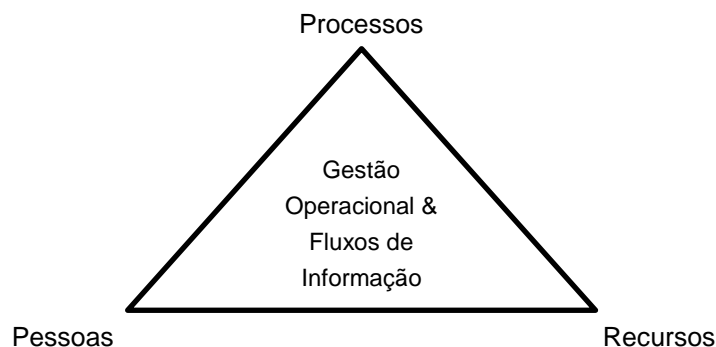 Processos
Gestão
Operacional &
Fluxos de
Informação
Pessoas
Recursos